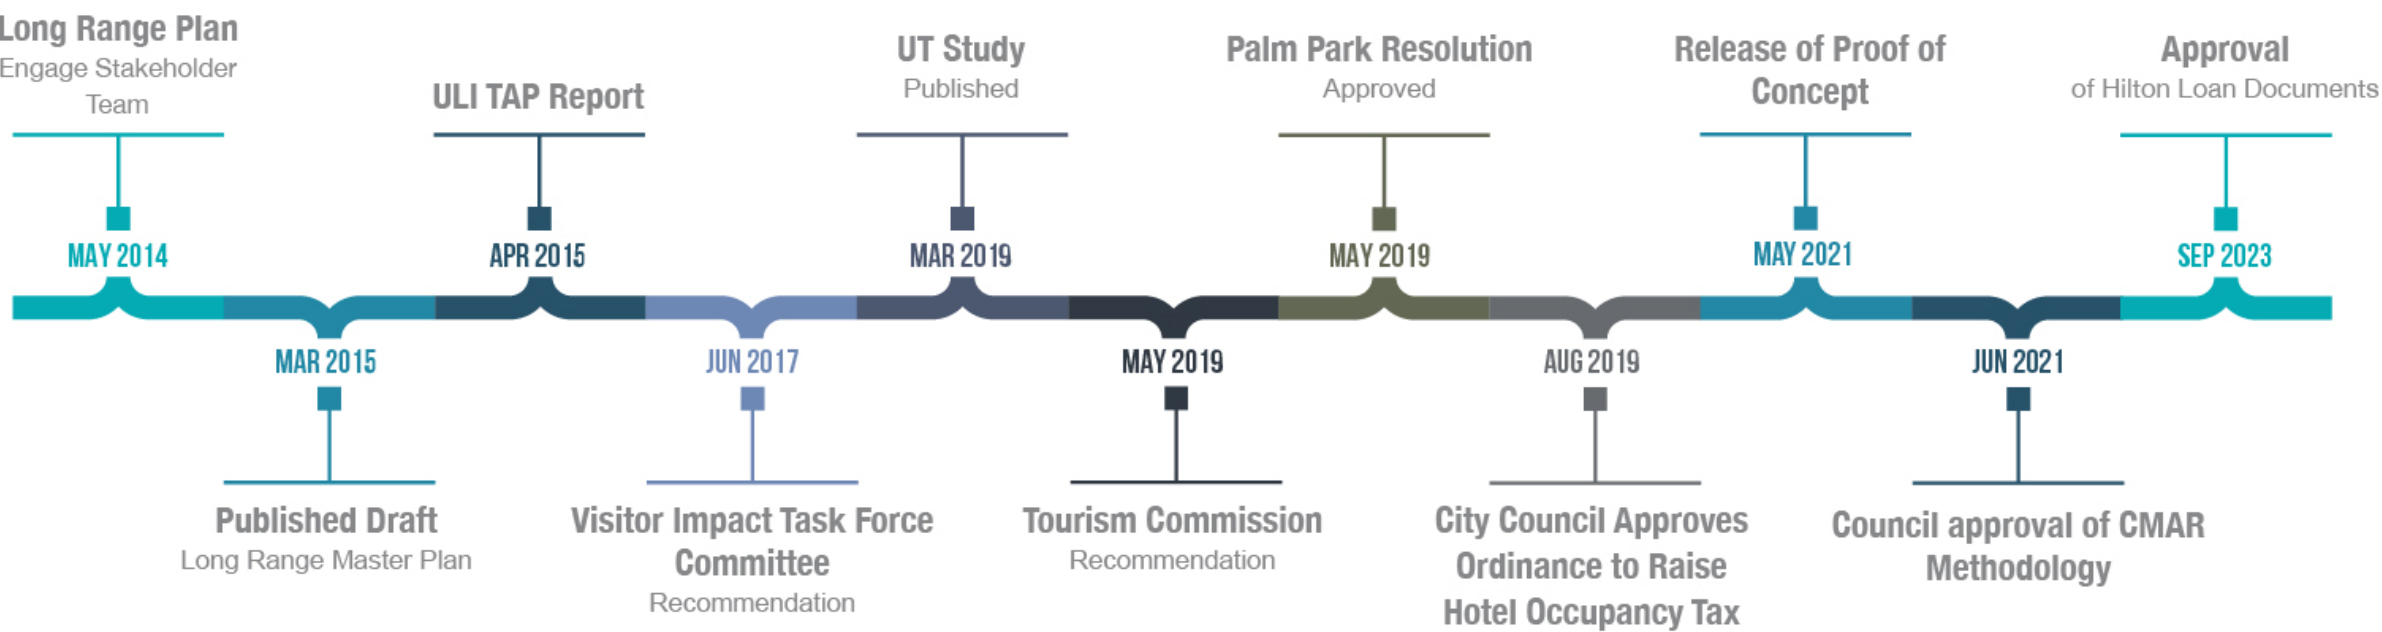 Long Range Plan
Engage Stakeholder
Team
MAY 2014
MAR 2015
Published Draft
Long Range Master Plan
ULI TAP Report
APR 2015
JUN 2017
Visitor Impact Task Force
Committee
Recommendation
UT Study
Published
MAR 2019
MAY 2019
Tourism Commission
Recommendation
Palm Park Resolution
Approved
MAY 2019
AUG 2019
City Council Approves
Ordinance to Raise
Hotel Occupancy Tax
Release of Proof of
Concept
MAY 2021
JUN 2021
Council approval of CMAR
Methodology
Approval
of Hilton Loan Documents
SEP 2023